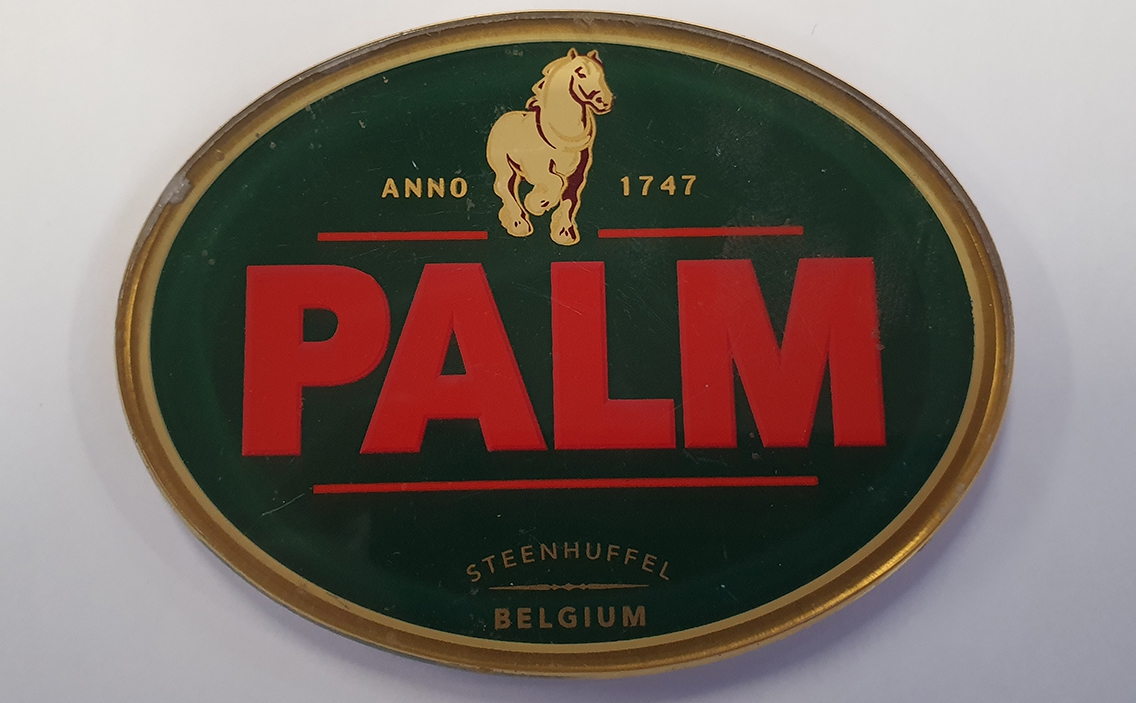 ANNO 1747
PALM
STEENHUFFEL
BELGIUM